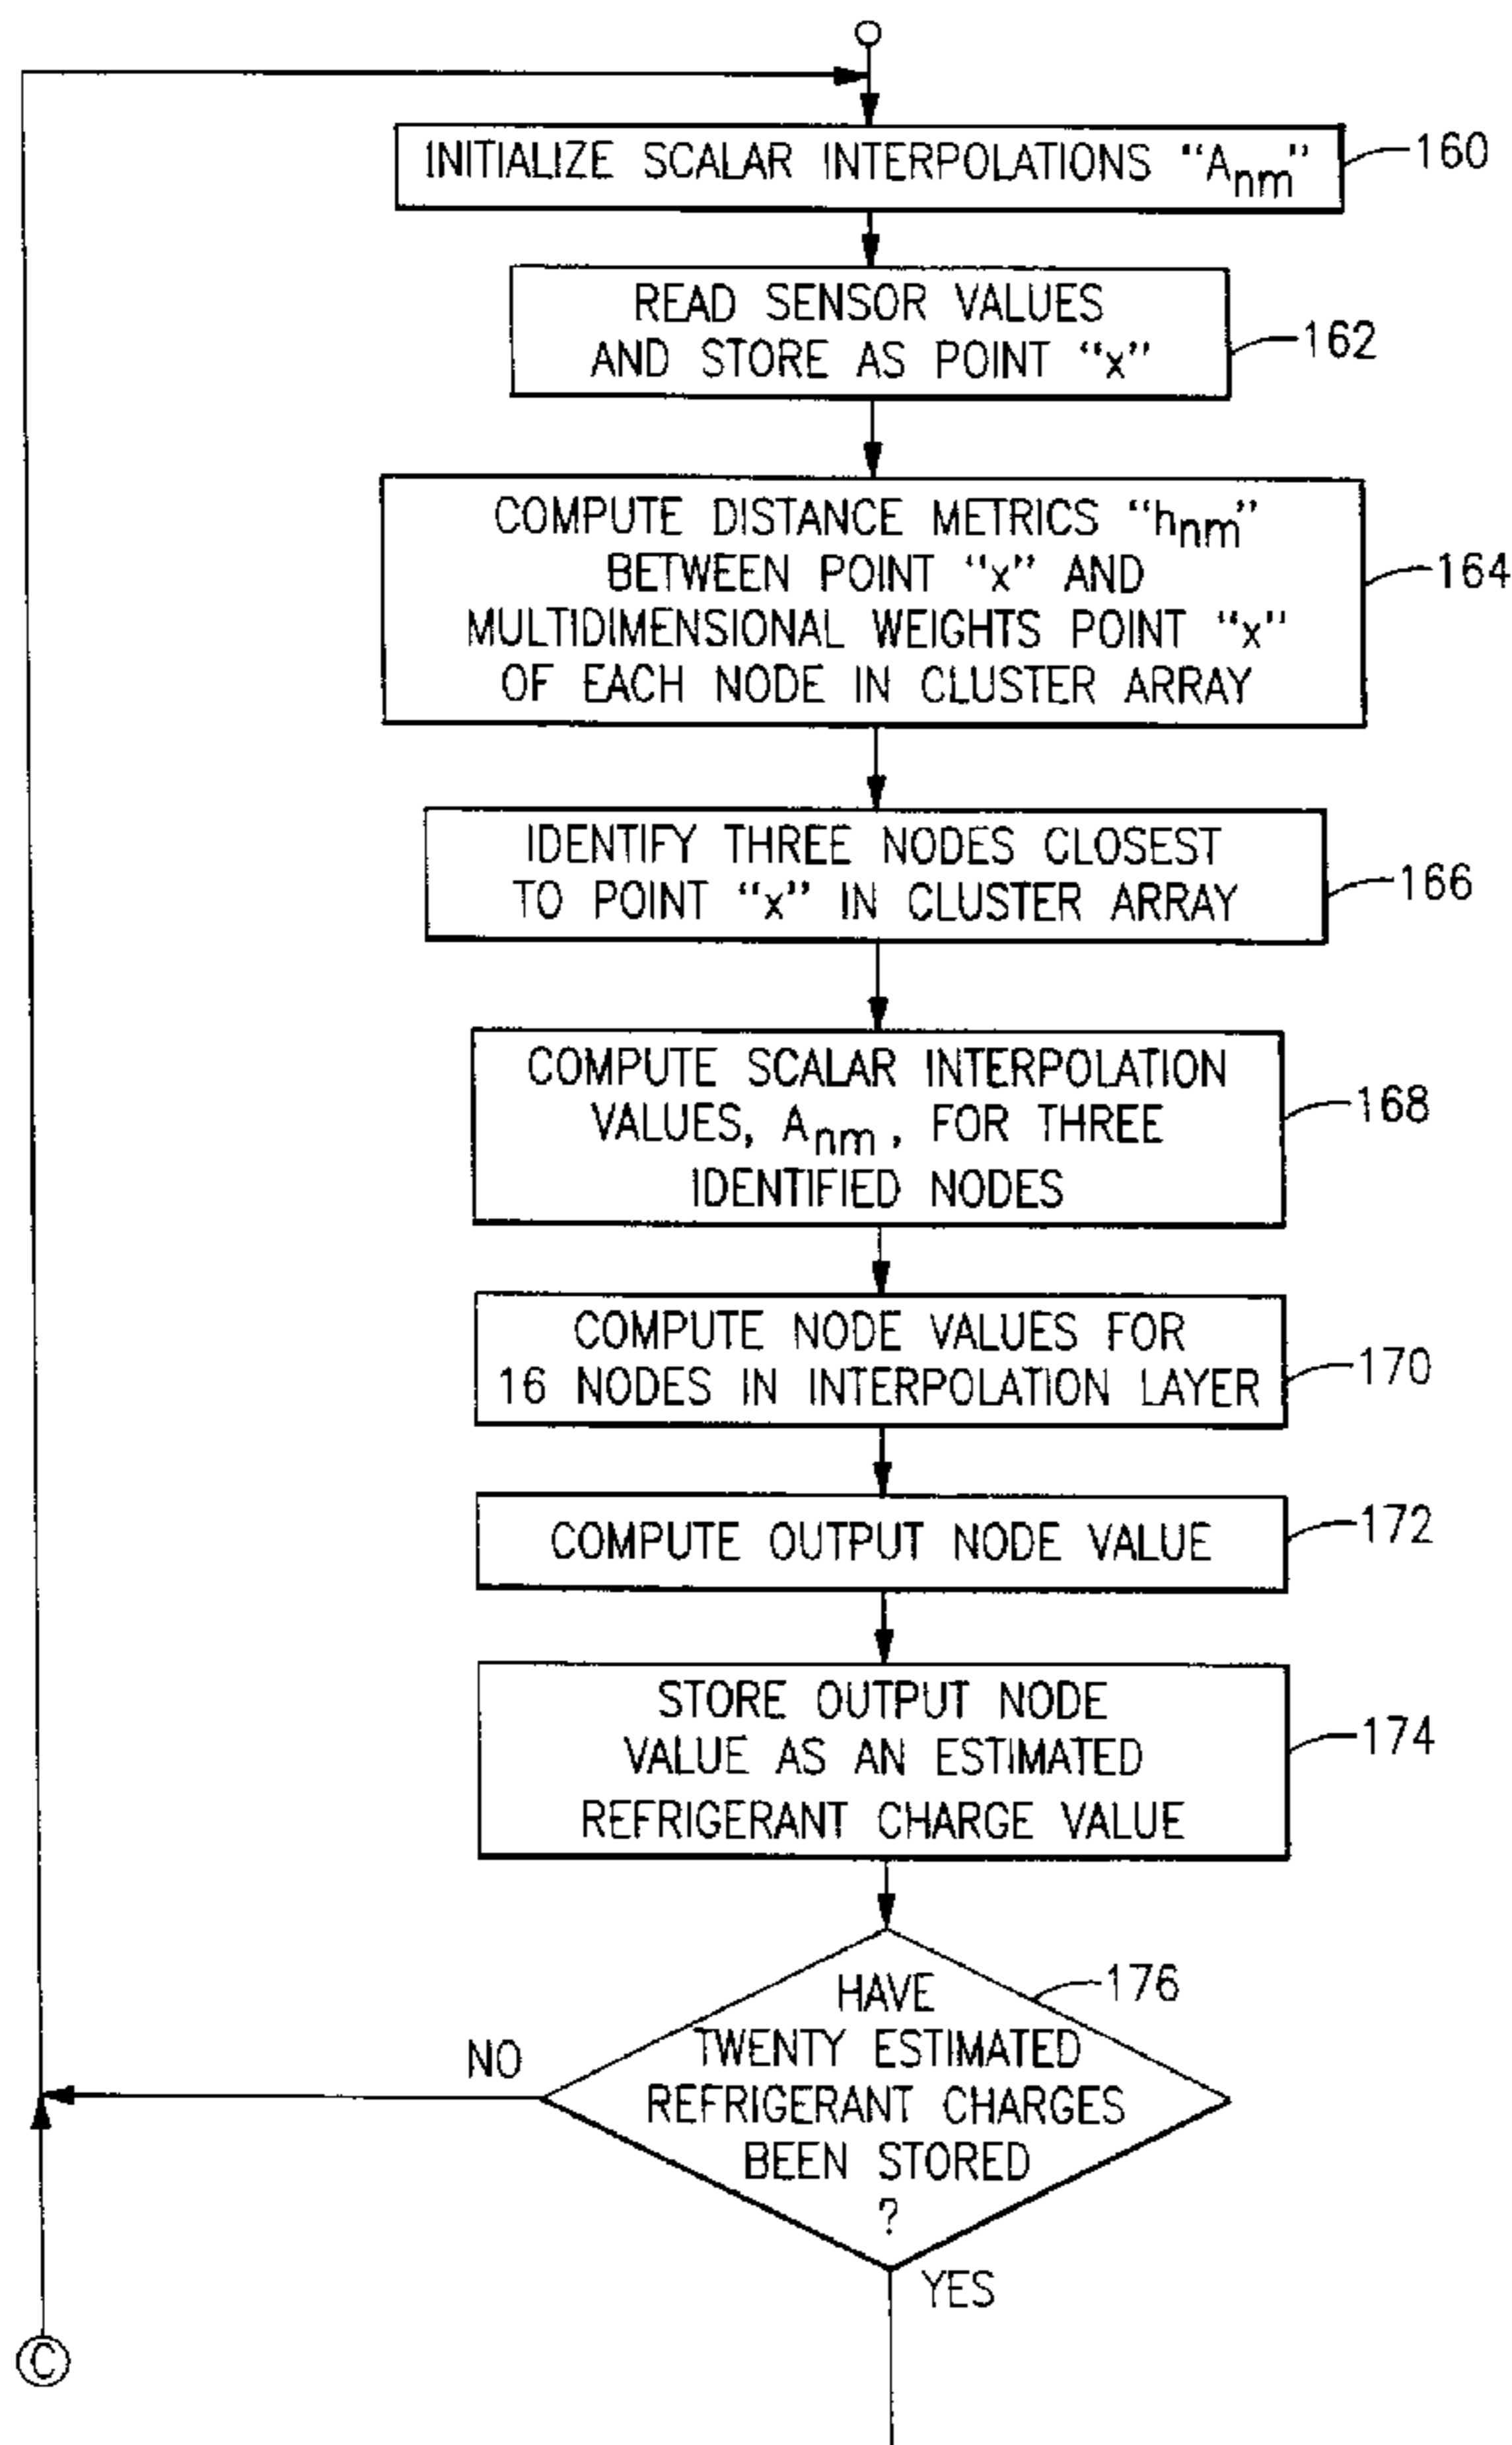 INITIALIZE SCALAR INTERPOLATIONS “Anm”
160
READ SENSOR VALUES
AND STORE AS POINT “x”
162
COMPUTE DISTANCE METRICS “hnm”
BETWEEN POINT “x” AND
MULTIDIMENSIONAL WEIGHTS POINT “x”
OF EACH NODE IN CLUSTER ARRAY
164
IDENTIFY THREE NODES CLOSEST
TO POINT “x” IN CLUSTER ARRAY
166
COMPUTE SCALAR INTERPOLATION
VALUES, Anm, FOR THREE
IDENTIFIED NODES
168
COMPUTE NODE VALUES FOR
16 NODES IN INTERPOLATION LAYER
170
COMPUTE OUTPUT NODE VALUE
172
STORE OUTPUT NODE
VALUE AS AN ESTIMATED
REFRIGERANT CHARGE VALUE
174
HAVE
TWENTY ESTIMATED
REFRIGERANT CHARGES
BEEN STORED
?
176
NO
YES
C